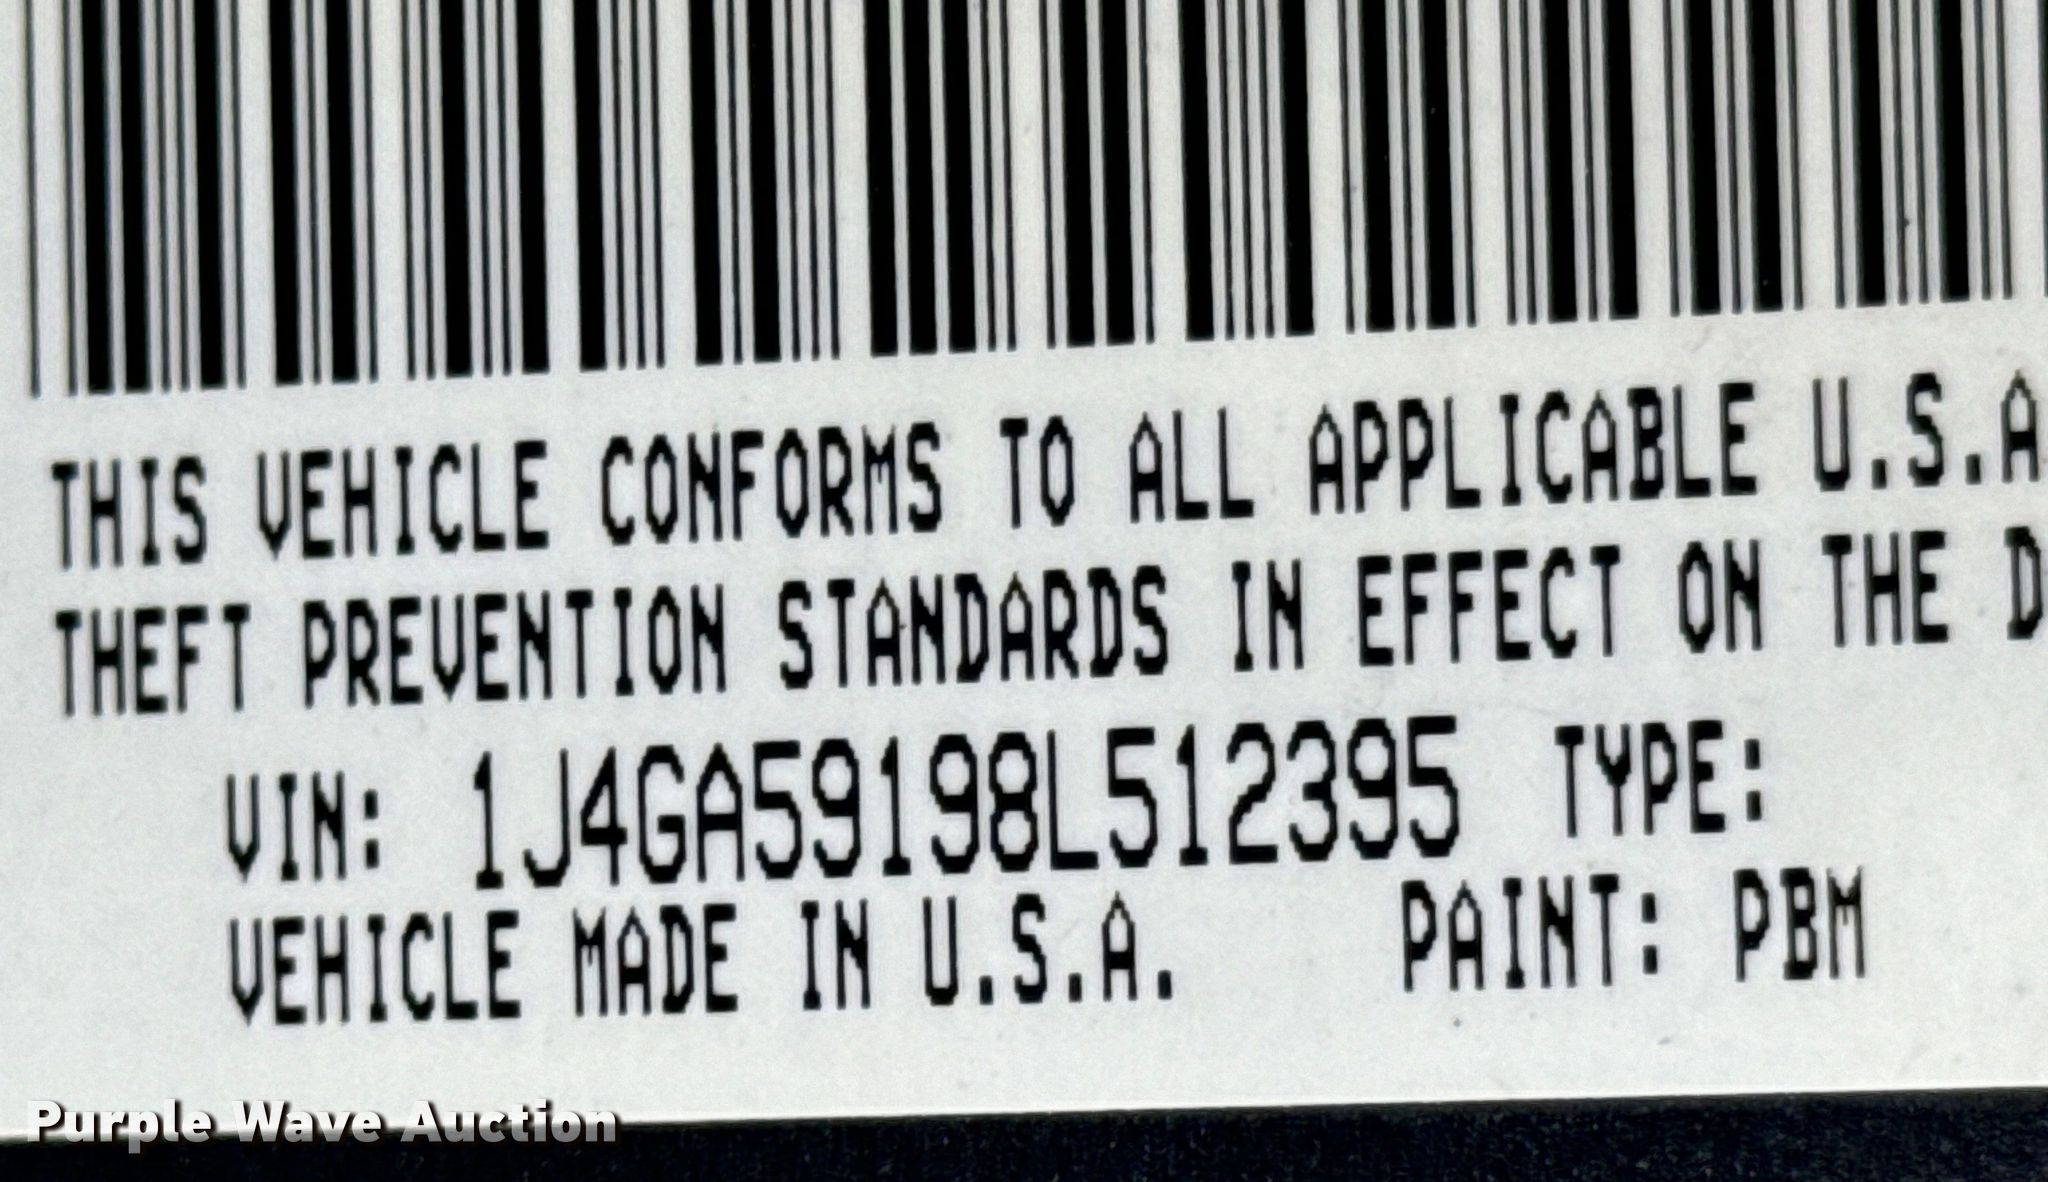 THIS VEHICLE CONFORMS TO ALL APPLICABLE U.S.A
THEFT PREVENTION STANDARDS IN EFFECT ON THE D
VIN: 1J4GA59198L512395 TYPE:
VEHICLE MADE IN U.S.A. PAINT: PBM
Purple Wave Auction